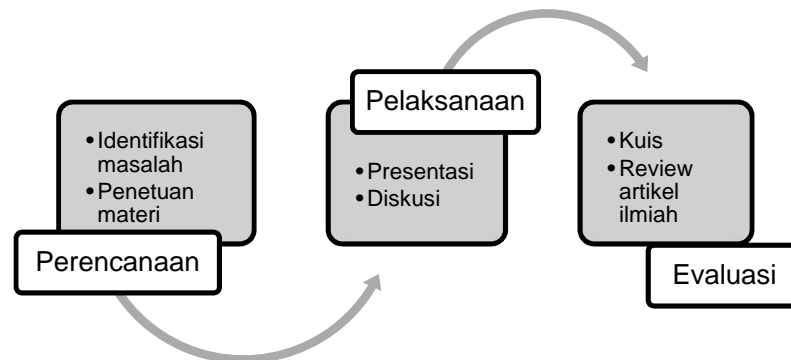 • Identifikasi
masalah
• Penetuan
materi
Perencanaan
Pelaksanaan
• Presentasi
• Diskusi
• Kuis
• Review
artikel
ilmiah
Evaluasi